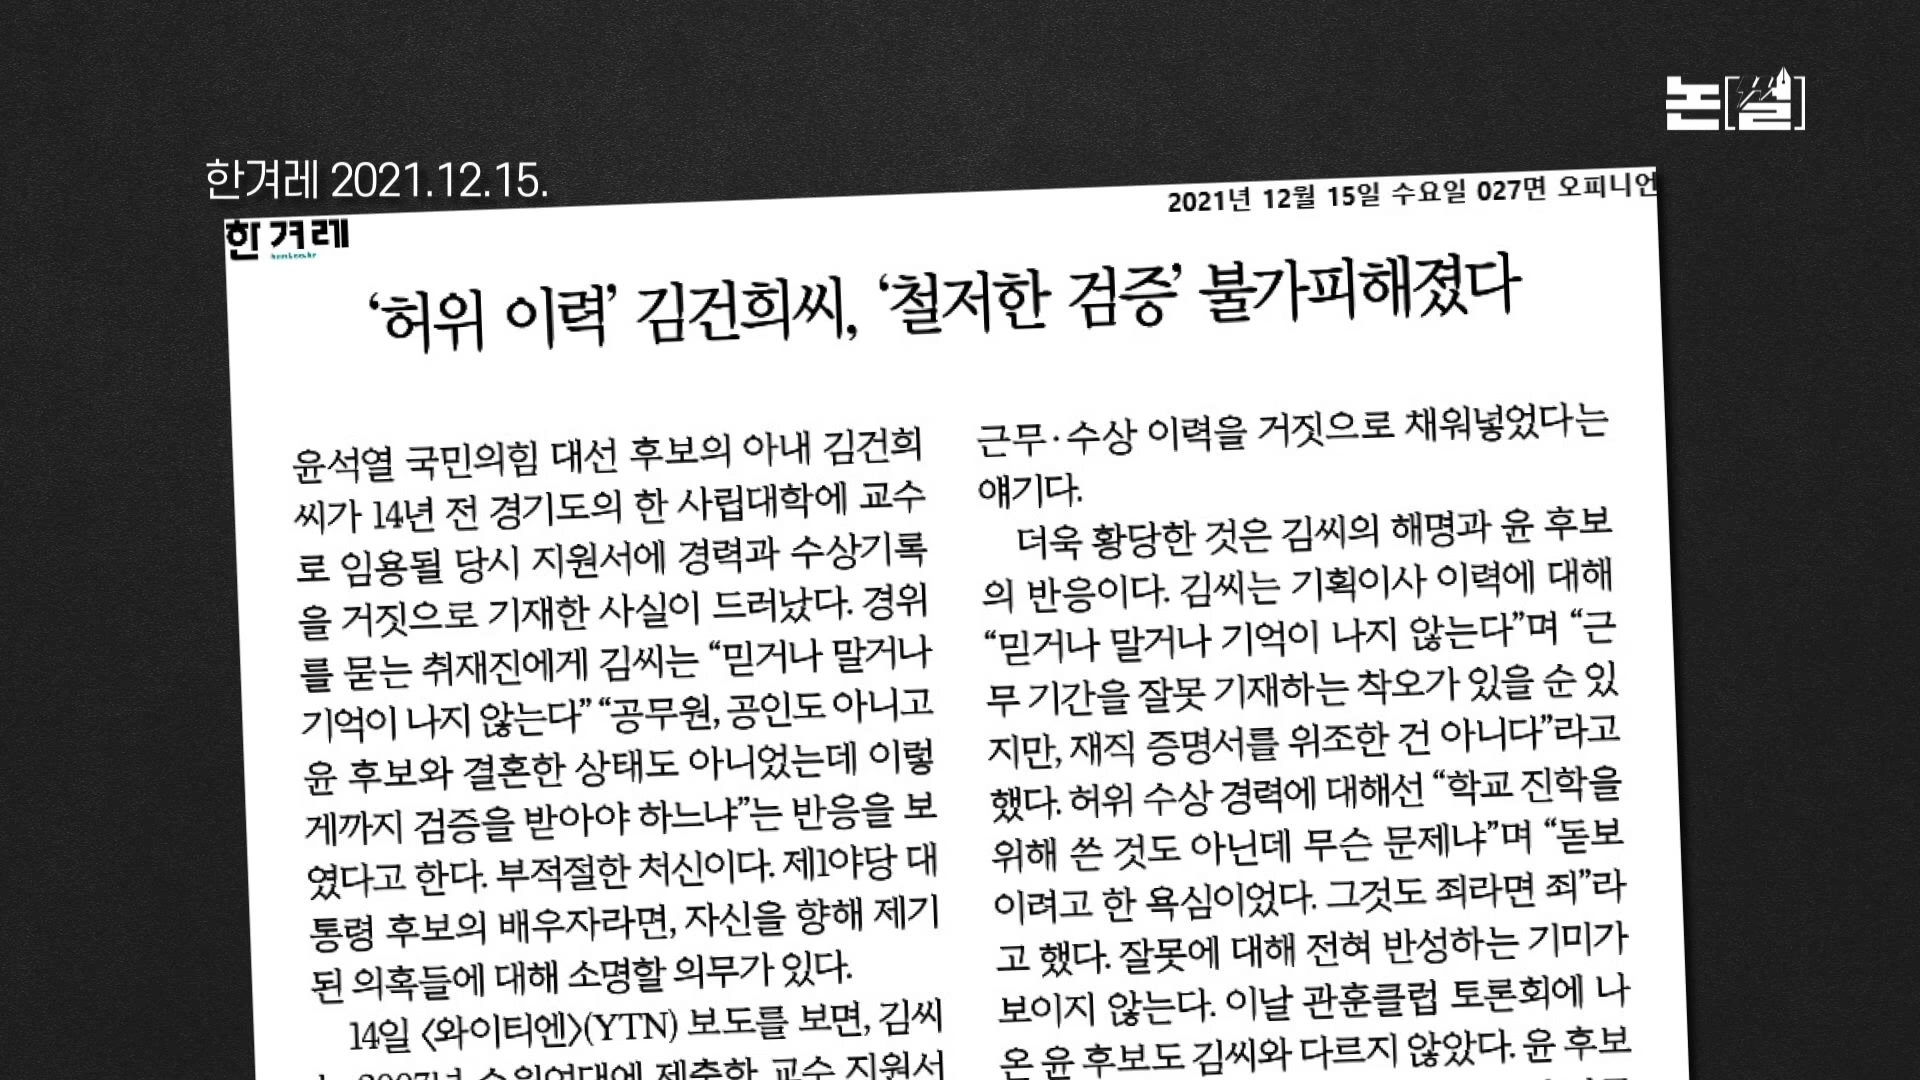 논[썰]
한겨레 2021.12.15.
2021년 12월 15일 수요일 027면 오피니언
한겨레
‘허위 이력’ 김건희씨, ‘철저한 검증’ 불가피해졌다
윤석열 국민의힘 대선 후보의 아내 김건희
씨가 14년 전 경기도의 한 사립대학에 교수
로 임용될 당시 지원서에 경력과 수상기록
을 거짓으로 기재한 사실이 드러났다. 경위
를 묻는 취재진에게 김씨는 “믿거나 말거나
기억이 나지 않는다” “공무원, 공인도 아니고
윤 후보와 결혼한 상태도 아니었는데 이렇
게까지 검증을 받아야 하느냐”는 반응을 보
였다고 한다. 부적절한 처신이다. 제1야당 대
통령 후보의 배우자라면, 자신을 향해 제기
된 의혹들에 대해 소명할 의무가 있다.
14일 <와이티엔>(YTN) 보도를 보면, 김씨
2007년 수원여대에 제출한 교수 지원서
근무·수상 이력을 거짓으로 채워넣었다는
얘기다.
더욱 황당한 것은 김씨의 해명과 윤 후보
의 반응이다. 김씨는 기획이사 이력에 대해
“믿거나 말거나 기억이 나지 않는다”며 “근
무 기간을 잘못 기재하는 착오가 있을 순 있
지만, 재직 증명서를 위조한 건 아니다”라고
했다. 허위 수상 경력에 대해선 “학교 진학을
위해 쓴 것도 아닌데 무슨 문제냐”며 “돋보
이려고 한 욕심이었다. 그것도 죄라면 죄”라
고 했다. 잘못에 대해 전혀 반성하는 기미가
보이지 않는다. 이날 관훈클럽 토론회에 나
온 윤 후보도 김씨와 다르지 않았다. 윤 후보